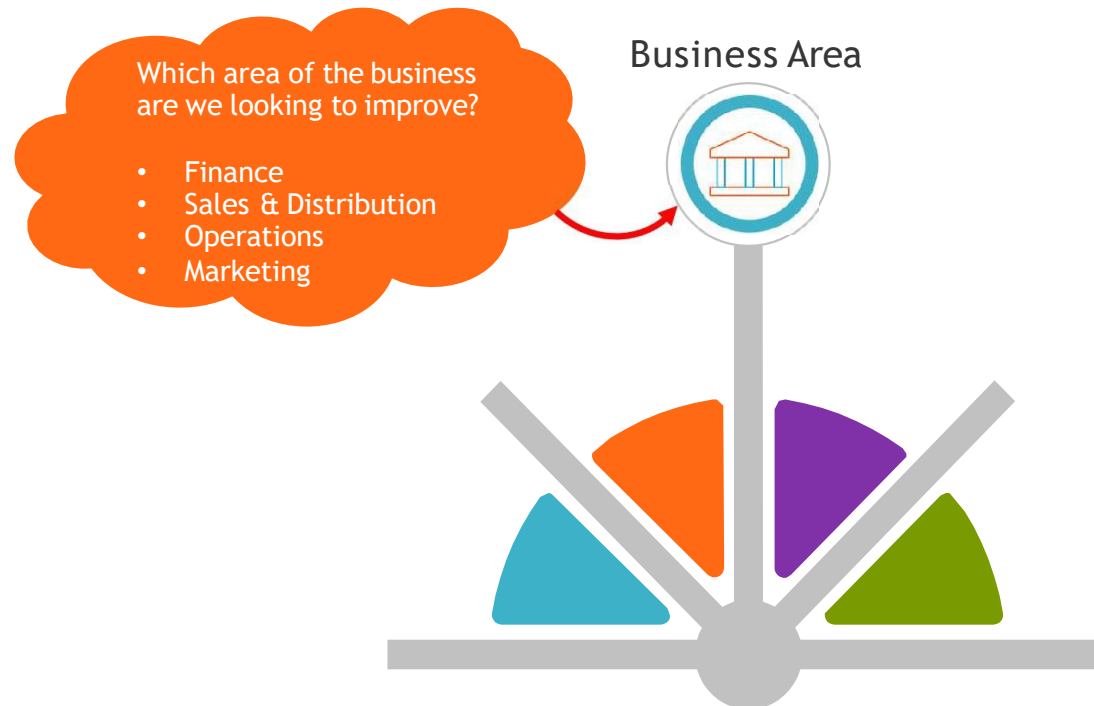 Business Area
Which area of the business
are we looking to improve?
• Finance
• Sales & Distribution
• Operations
• Marketing